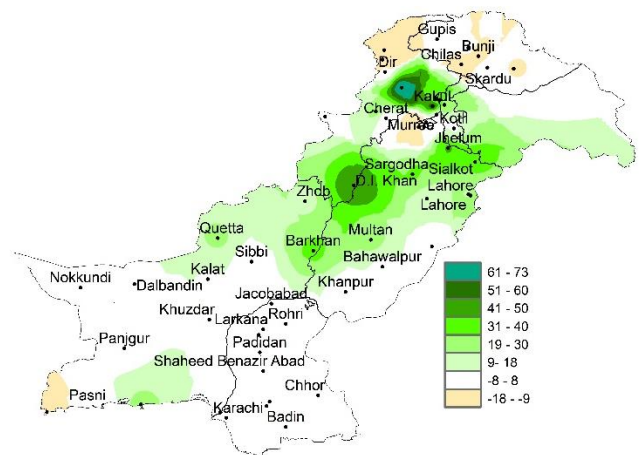 Gupis
Bunji
Chilas
Dir
Skardu
Kakul
Cherat
Murree
Kotli
Jhelum
Sargodha
Sialkot
D.I. Khan
Zhob
Lahore
Lahore
Quetta
Multan
Barkhan
Sibbi
Bahawalpur
Kalat
Nokkundi
Dalbandin
Khanpur
Jacobabad
Khuzdar
Larkana
Rohri
Panjgur
Padidan
Shaheed Benazir Abad
Pasni
Chhor
Karachi
Badin
61 - 73
51 - 60
41 - 50
31 - 40
19 - 30
9- 18
-8 - 8
-18 - -9